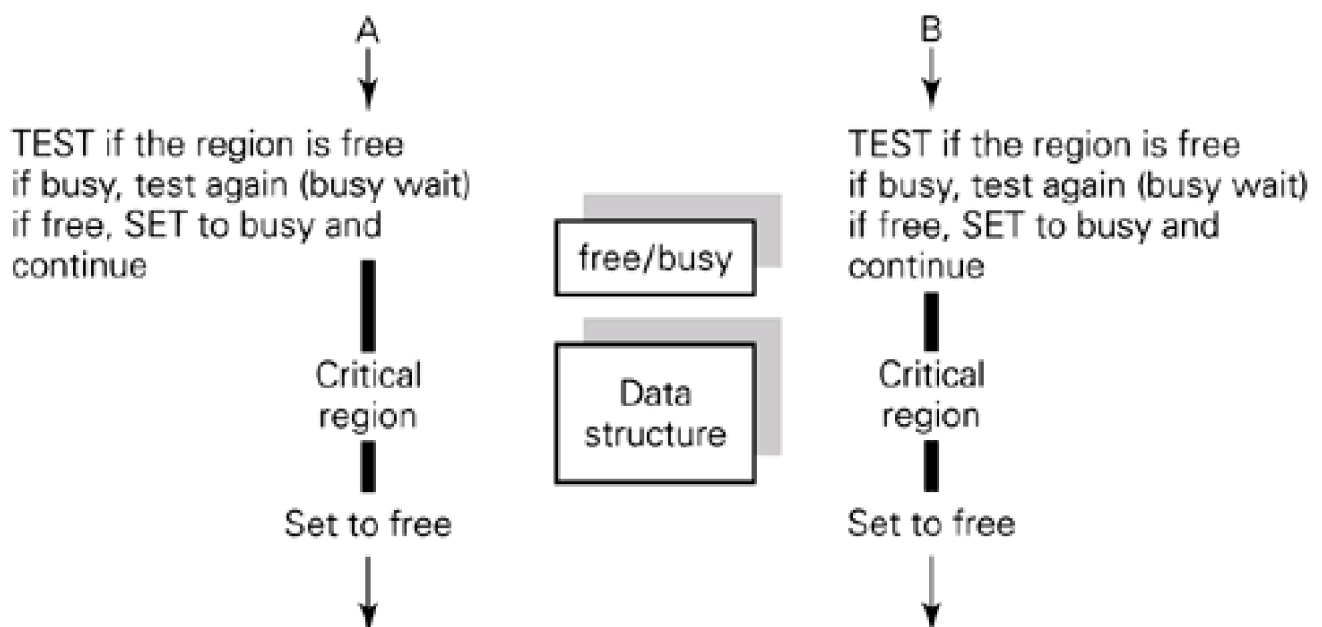 A
TEST if the region is free
if busy, test again (busy wait)
if free, SET to busy and
continue
Critical
region
Set to free
free/busy
Data
structure
B
TEST if the region is free
if busy, test again (busy wait)
if free, SET to busy and
continue
Critical
region
Set to free